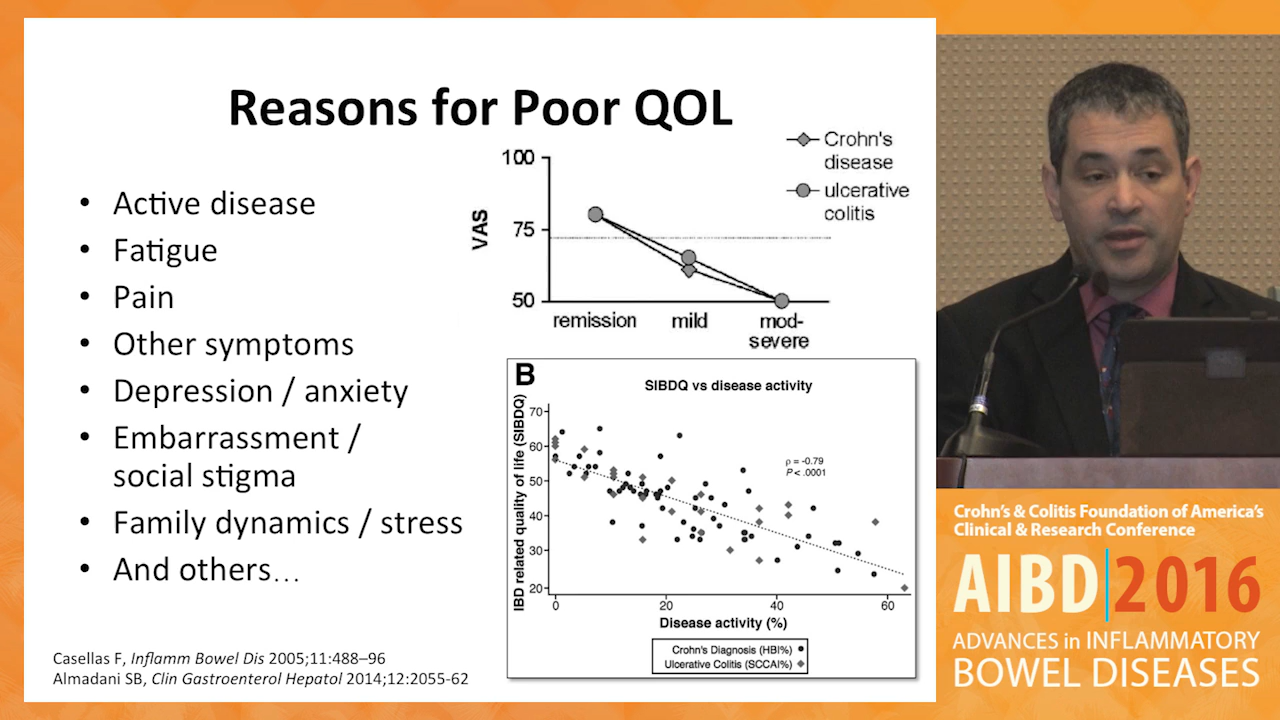 Reasons for Poor QOL
• Active disease
• Fatigue
• Pain
• Other symptoms
• Depression / anxiety
• Embarrassment /
social stigma
• Family dynamics / stress
• And others…
Crohn's
disease
ulcerative
colitis
100
75
50
VAS
remission
mild
mod-
severe
B
SIBDQ vs disease activity
IBD related quality of life (SIBDQ)
70
60
50
40
30
20
ρ = -0.79
P < .0001
0
20
40
60
Disease activity (%)
Crohn's Diagnosis (HBI%)
Ulcerative Colitis (SCCAI%)
Casellas F, Inflamm Bowel Dis 2005;11:488–96
Almadani SB, Clin Gastroenterol Hepatol 2014;12:2055-62
Crohn's & Colitis Foundation of America's
Clinical & Research Conference
AIBD|2016
ADVANCES in INFLAMMATORY
BOWEL DISEASES